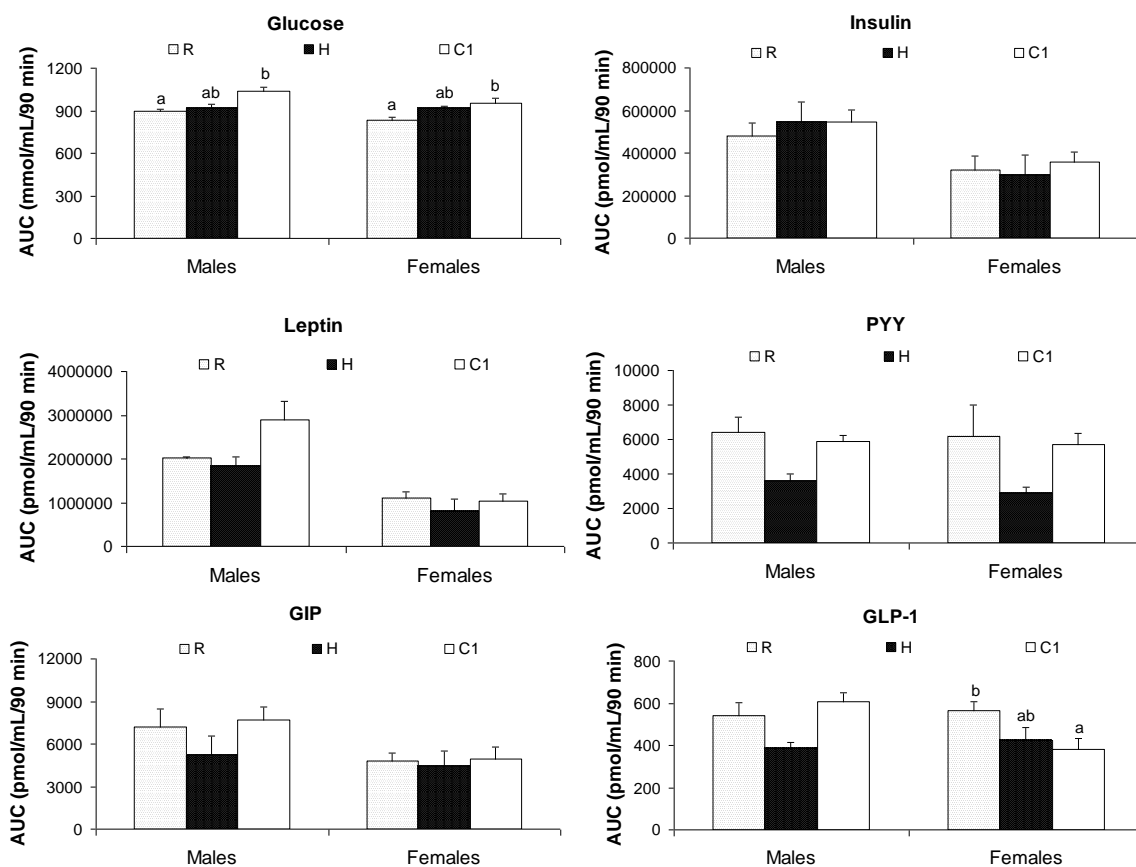 Glucose
R H C1
AUC (mmol/mL/90 min)
1200
900
600
300
0
a ab b
a ab b
Males Females
Insulin
R H C1
AUC (pmol/mL/90 min)
800000
600000
400000
200000
0
Males Females
Leptin
R H C1
AUC (pmol/mL/90 min)
4000000
3000000
2000000
1000000
0
Males Females
PYY
R H C1
AUC (pmol/mL/90 min)
10000
8000
6000
4000
2000
0
Males Females
GIP
R H C1
AUC (pmol/mL/90 min)
12000
9000
6000
3000
0
Males Females
GLP-1
R H C1
AUC (pmol/mL/90 min)
800
600
400
200
0
b ab a
Males Females